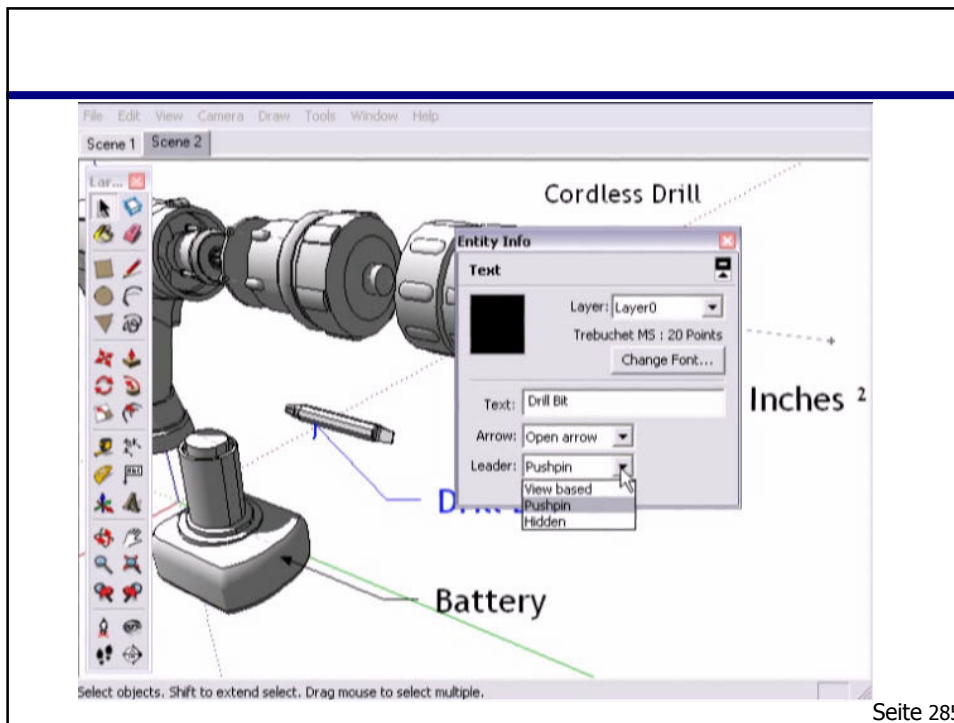 File Edit View Camera Draw Tools Window Help
Scene 1 Scene 2
Lar...
Cordless Drill
Entity Info
Text
Layer: Layer0
Trebuchet MS : 20 Points
Change Font...
Text: Drill Bit
Inches 2
Arrow: Open arrow
Leader: Pushpin
View based
Pushpin
Hidden
Battery
Select objects. Shift to extend select. Drag mouse to select multiple.
Seite 285